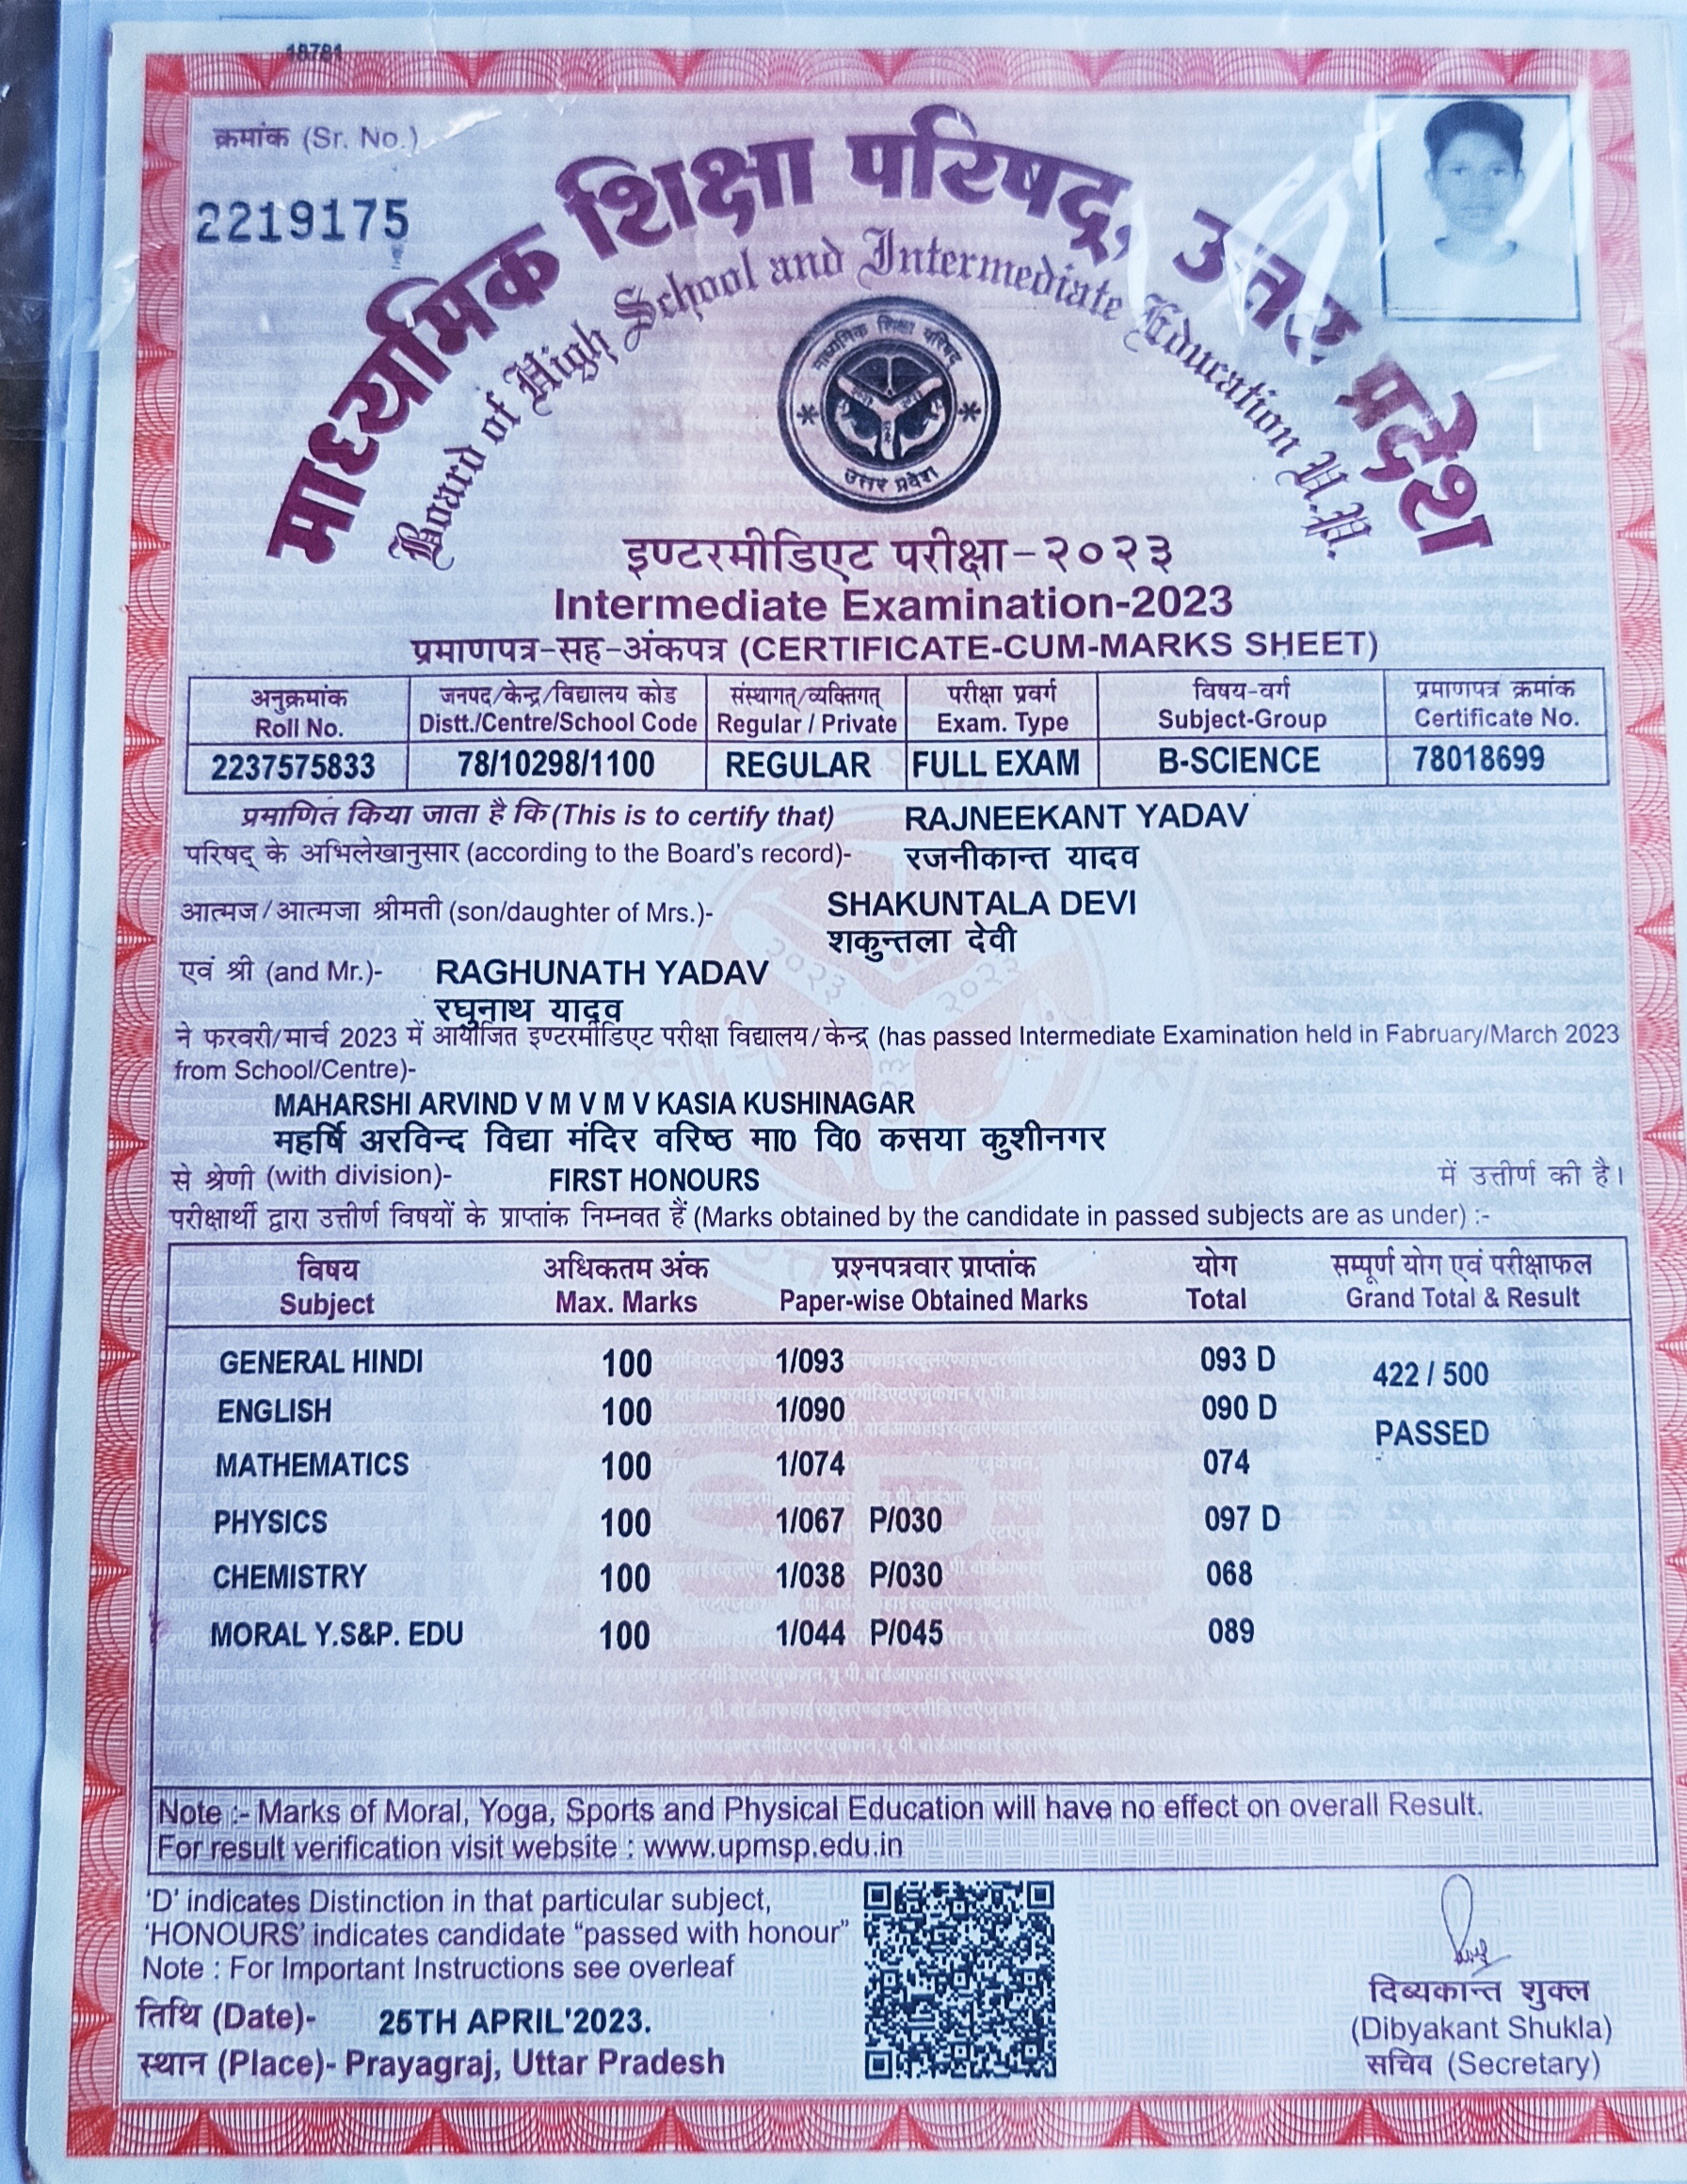 18781
क्रमांक (Sr. No.)
2219175
माध्यमिक शिक्षा परिषद्, उत्तर प्रदेश
Board of High School and Intermediate Education U.P.
माध्यमिक शिक्षा परिषद
उत्तर प्रदेश
इण्टरमीडिएट परीक्षा-२०२३
Intermediate Examination-2023
प्रमाणपत्र-सह-अंकपत्र (CERTIFICATE-CUM-MARKS SHEET)
अनुक्रमांक जनपद/केन्द्र/विद्यालय कोड संस्थागत्/व्यक्तिगत् परीक्षा प्रवर्ग विषय-वर्ग प्रमाणपत्र क्रमांक
Roll No. Distt./Centre/School Code Regular / Private Exam. Type Subject-Group Certificate No.
2237575833 78/10298/1100 REGULAR FULL EXAM B-SCIENCE 78018699
प्रमाणित किया जाता है कि (This is to certify that) RAJNEEKANT YADAV
परिषद् के अभिलेखानुसार (according to the Board's record)- रजनीकान्त यादव
SHAKUNTALA DEVI
आत्मज/आत्मजा श्रीमती (son/daughter of Mrs.)-
शकुन्तला देवी
एवं श्री (and Mr.)- RAGHUNATH YADAV
रघुनाथ यादव
ने फरवरी/मार्च 2023 में आयोजित इण्टरमीडिएट परीक्षा विद्यालय/केन्द्र (has passed Intermediate Examination held in Fabruary/March 2023
from School/Centre)-
MAHARSHI ARVIND V M V M V KASIA KUSHINAGAR
महर्षि अरविन्द विद्या मंदिर वरिष्ठ मा0 वि0 कसया कुशीनगर
से श्रेणी (with division)- FIRST HONOURS में उत्तीर्ण की है।
परीक्षार्थी द्वारा उत्तीर्ण विषयों के प्राप्तांक निम्नवत हैं (Marks obtained by the candidate in passed subjects are as under) :-
विषय अधिकतम अंक प्रश्नपत्रवार प्राप्तांक योग सम्पूर्ण योग एवं परीक्षाफल
Subject Max. Marks Paper-wise Obtained Marks Total Grand Total & Result
GENERAL HINDI 100 1/093 093 D 422 / 500
ENGLISH 100 1/090 090 D
PASSED
MATHEMATICS 100 1/074 074
PHYSICS 100 1/067 P/030 097 D
CHEMISTRY 100 1/038 P/030 068
MORAL Y.S&P. EDU 100 1/044 P/045 089
Note :- Marks of Moral, Yoga, Sports and Physical Education will have no effect on overall Result.
For result verification visit website : www.upmsp.edu.in
'D' indicates Distinction in that particular subject,
'HONOURS' indicates candidate "passed with honour"
Note : For Important Instructions see overleaf
तिथि (Date)- 25TH APRIL'2023.
स्थान (Place)- Prayagraj, Uttar Pradesh
दिव्यकान्त शुक्ल
(Dibyakant Shukla)
सचिव (Secretary)